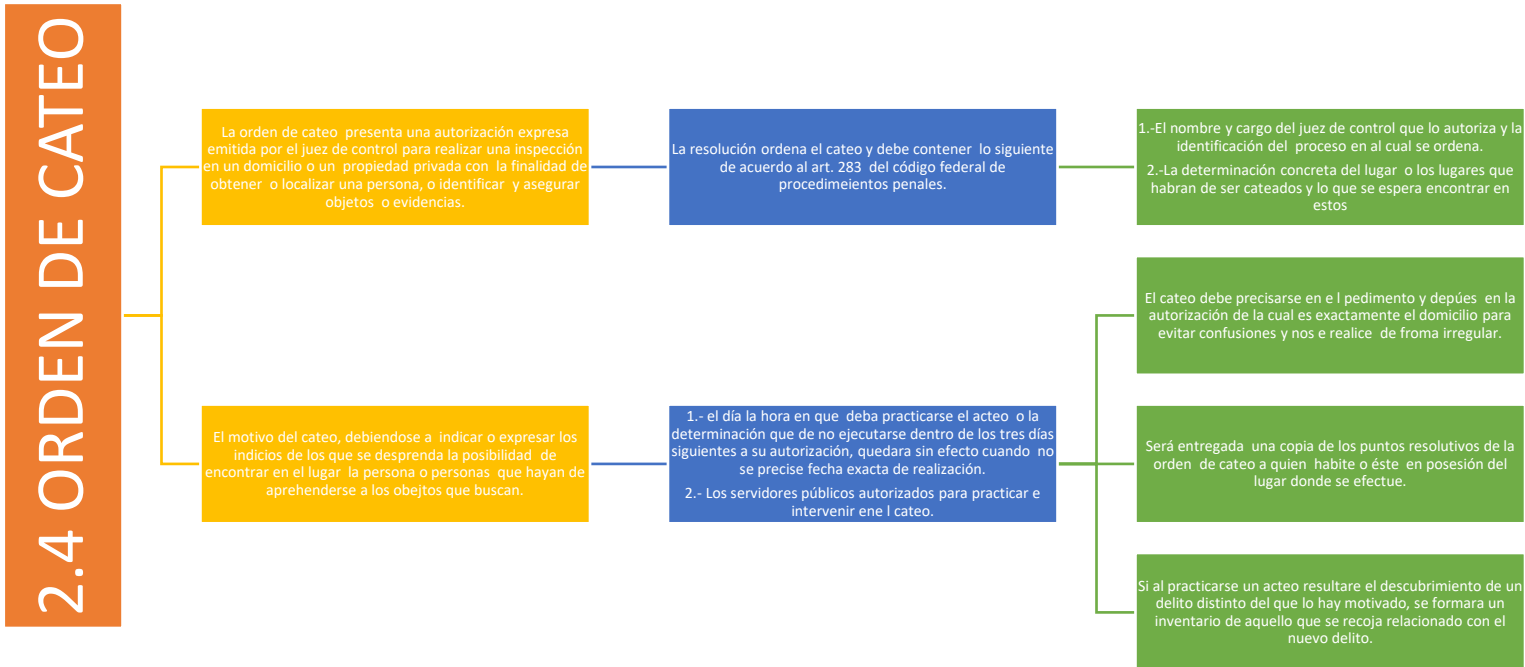 2.4 ORDEN DE CATEO
La orden de cateo presenta una autorización expresa
emitida por el juez de control para realizar una inspección
en un domicilio o un propiedad privada con la finalidad de
obtener o localizar una persona, o identificar y asegurar
objetos o evidencias.
La resolución ordena el cateo y debe contener lo siguiente
de acuerdo al art. 283 del código federal de
procedimeientos penales.
1.-El nombre y cargo del juez de control que lo autoriza y la
identificación del proceso en al cual se ordena.
2.-La determinación concreta del lugar o los lugares que
habran de ser cateados y lo que se espera encontrar en
estos
El motivo del cateo, debiendose a indicar o expresar los
indicios de los que se desprenda la posibilidad de
encontrar en el lugar la persona o personas que hayan de
aprehenderse a los obejtos que buscan.
1.- el día la hora en que deba practicarse el acteo o la
determinación que de no ejecutarse dentro de los tres días
siguientes a su autorización, quedara sin efecto cuando no
se precise fecha exacta de realización.
2.- Los servidores públicos autorizados para practicar e
intervenir ene l cateo.
El cateo debe precisarse en e l pedimento y depúes en la
autorización de la cual es exactamente el domicilio para
evitar confusiones y nos e realice de froma irregular.
Será entregada una copia de los puntos resolutivos de la
orden de cateo a quien habite o éste en posesión del
lugar donde se efectue.
Si al practicarse un acteo resultare el descubrimiento de un
delito distinto del que lo hay motivado, se formara un
inventario de aquello que se recoja relacionado con el
nuevo delito.